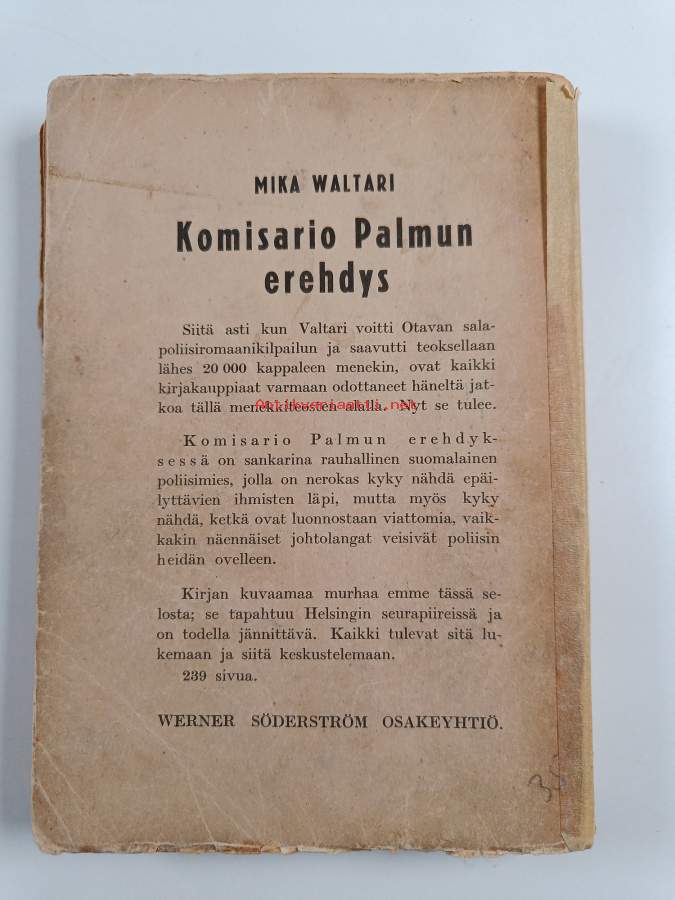 MIKA WALTARI
Komisario Palmun
erehdys
Siitä asti kun Valtari voitti Otavan sala-
poliisiromaanikilpailun ja saavutti teoksellaan
lähes 20 000 kappaleen menekin, ovat kaikki
kirjakauppiaat varmaan odottaneet häneltä jat-
koa tällä menekkiteosten alalla. Nyt se tulee.
Antikvariaatti.net
Komisario Palmun erehdyk-
sessä on sankarina rauhallinen suomalainen
poliisimies, jolla on nerokas kyky nähdä epäi-
lyttävien ihmisten läpi, mutta myös kyky
nähdä, ketkä ovat luonnostaan viattomia, vaik-
kakin näennäiset johtolangat veisivät poliisin
heidän ovelleen.
Kirjan kuvaamaa murhaa emme tässä se-
losta; se tapahtuu Helsingin seurapiireissä ja
on todella jännittävä. Kaikki tulevat sitä lu-
kemaan ja siitä keskustelemaan.
239 sivua.
WERNER SÖDERSTRÖM OSAKEYHTIÖ.